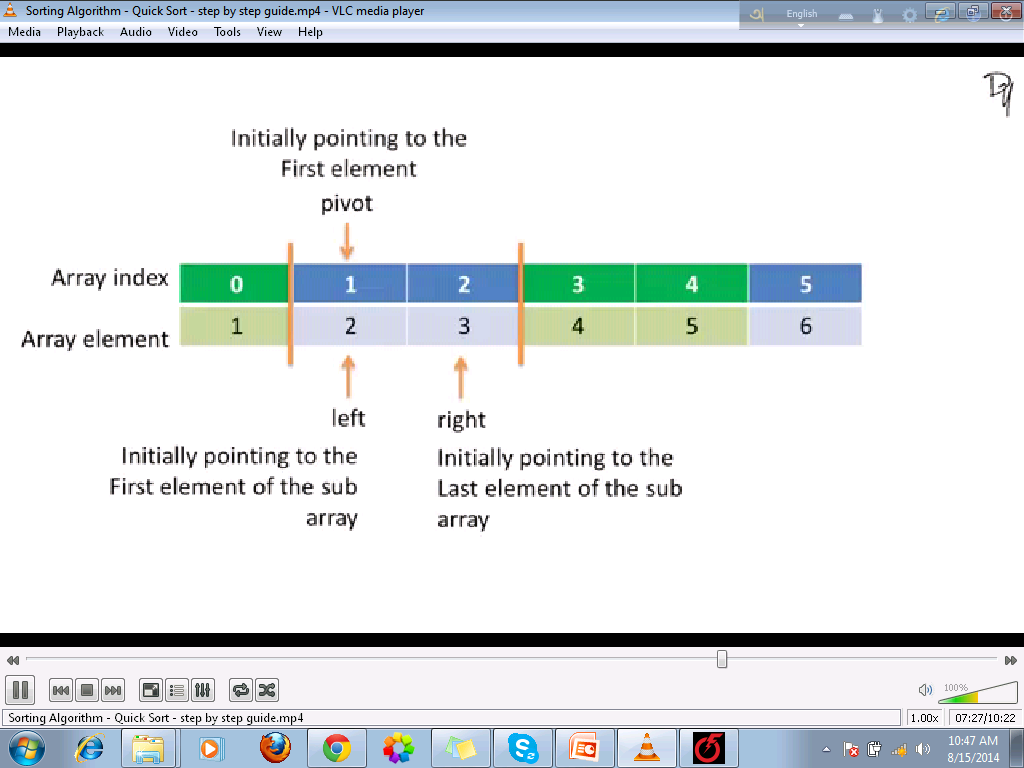 Sorting Algorithm - Quick Sort - step by step guide.mp4 - VLC media player
English
Media Playback Audio Video Tools View Help
Initially pointing to the
First element
pivot
Array index 0 1 2 3 4 5
Array element 1 2 3 4 5 6
left
Initially pointing to the
First element of the sub
array
right
Initially pointing to the
Last element of the sub
array
100%
Sorting Algorithm - Quick Sort - step by step guide.mp4 1.00x 07:27/10:22
10:47 AM
8/15/2014